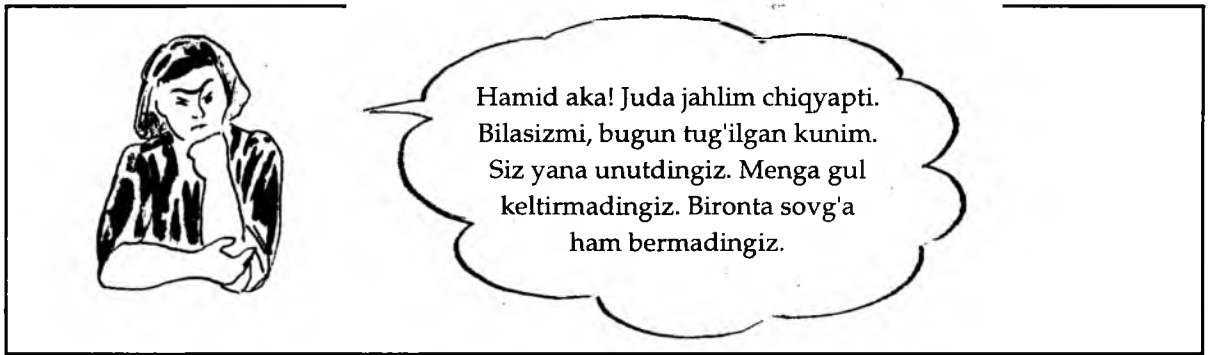 Hamid aka! Juda jahlim chiqyapti.
Bilasizmi, bugun tug'ilgan kunim.
Siz yana unutdingiz. Menga gul
keltirmadingiz. Bironta sovg'a
ham bermadingiz.